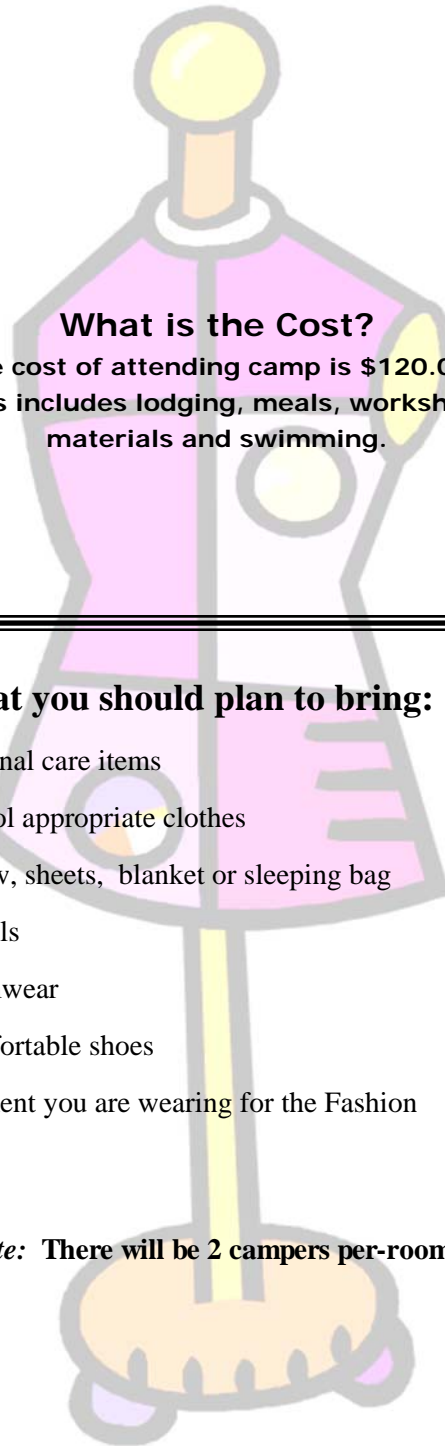 What is the Cost?
e cost of attending camp is $120.0
s includes lodging, meals, worksh
materials and swimming.
at you should plan to bring:
nal care items
ol appropriate clothes
w, sheets,  blanket or sleeping bag
ls
wear
fortable shoes
ent you are wearing for the Fashion
te:  There will be 2 campers per-room